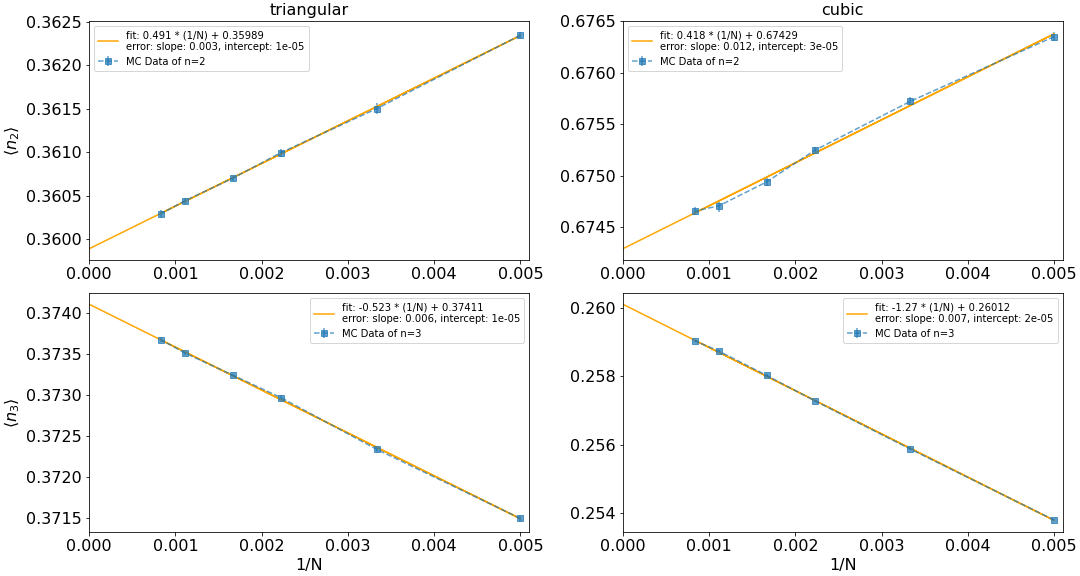 triangular
0.3625
0.3620
0.3615
0.3610
0.3605
0.3600
⟨n₂⟩
fit: 0.491 * (1/N) + 0.35989
error: slope: 0.003, intercept: 1e-05
MC Data of n=2
0.000 0.001 0.002 0.003 0.004 0.005
cubic
0.6765
0.6760
0.6755
0.6750
0.6745
fit: 0.418 * (1/N) + 0.67429
error: slope: 0.012, intercept: 3e-05
MC Data of n=2
0.000 0.001 0.002 0.003 0.004 0.005
0.3740
0.3735
0.3730
0.3725
0.3720
0.3715
⟨n₃⟩
fit: -0.523 * (1/N) + 0.37411
error: slope: 0.006, intercept: 1e-05
MC Data of n=3
0.000 0.001 0.002 0.003 0.004 0.005
1/N
0.260
0.258
0.256
0.254
fit: -1.27 * (1/N) + 0.26012
error: slope: 0.007, intercept: 2e-05
MC Data of n=3
0.000 0.001 0.002 0.003 0.004 0.005
1/N